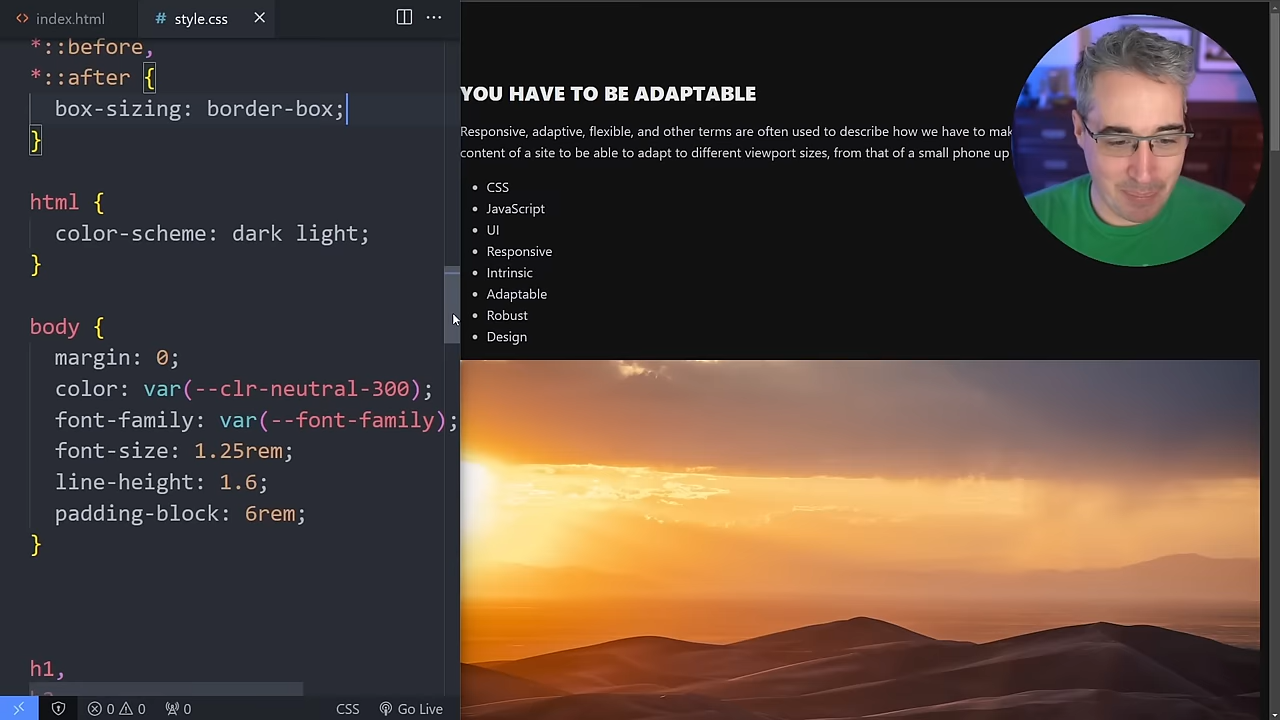 index.html
style.css
*::before,
*::after {
box-sizing: border-box;
}
html {
color-scheme: dark light;
}
body {
margin: 0;
color: var(--clr-neutral-300);
font-family: var(--font-family);
font-size: 1.25rem;
line-height: 1.6;
padding-block: 6rem;
}
h1,
0 0 0 CSS Go Live
YOU HAVE TO BE ADAPTABLE
Responsive, adaptive, flexible, and other terms are often used to describe how we have to
content of a site to be able to adapt to different viewport sizes, from that of a small phone up
• CSS
• JavaScript
• UI
• Responsive
• Intrinsic
• Adaptable
• Robust
• Design